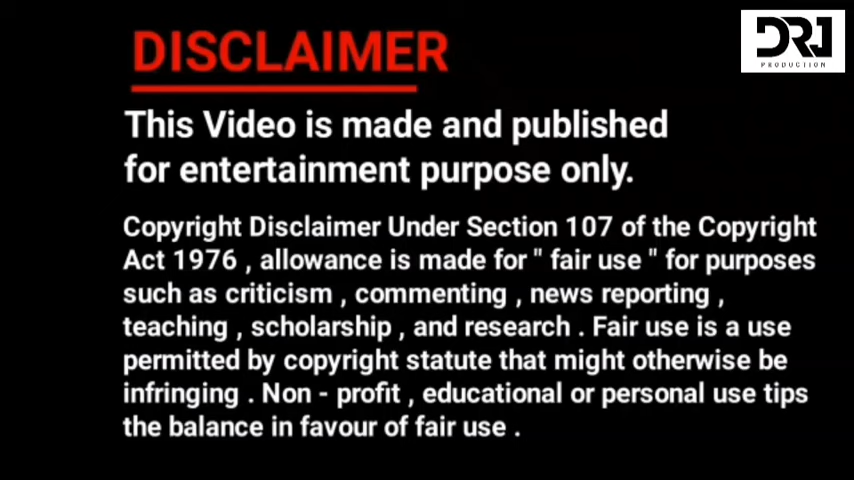 DISCLAIMER
DRJ
PRODUCTION
This Video is made and published
for entertainment purpose only.
Copyright Disclaimer Under Section 107 of the Copyright
Act 1976 , allowance is made for " fair use " for purposes
such as criticism , commenting , news reporting ,
teaching , scholarship , and research . Fair use is a use
permitted by copyright statute that might otherwise be
infringing . Non - profit , educational or personal use tips
the balance in favour of fair use .